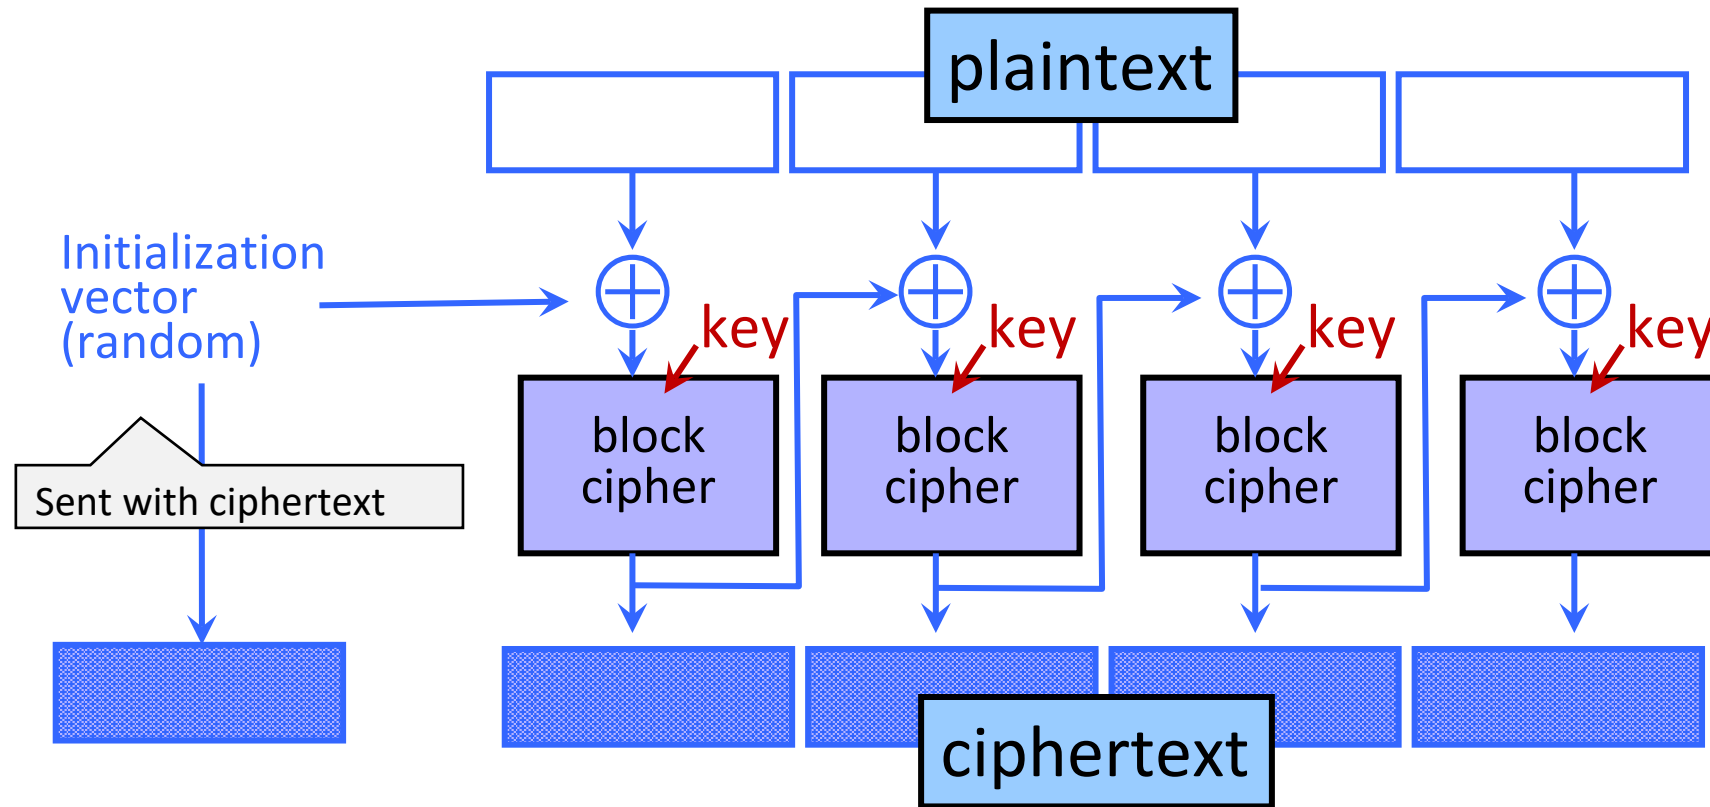 plaintext
Initialization
vector
(random)
key
key
key
key
block
cipher
block
cipher
block
cipher
block
cipher
Sent with ciphertext
ciphertext